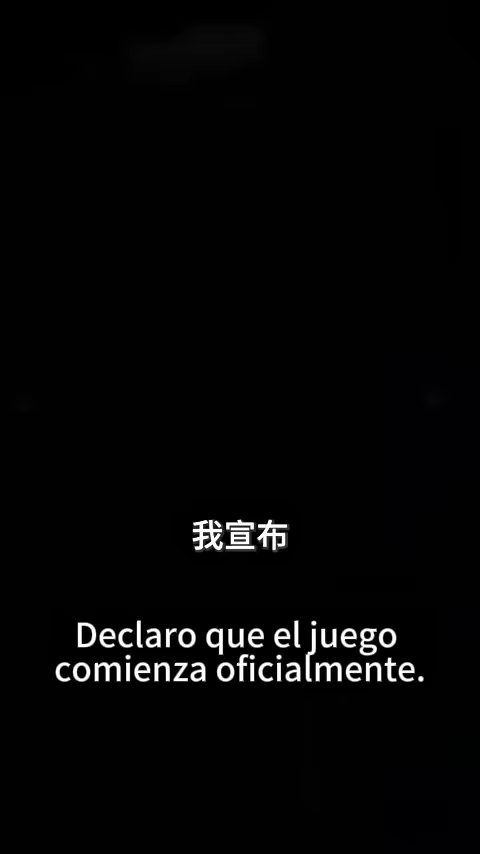 我宣布
Declaro que el juego
comienza oficialmente.